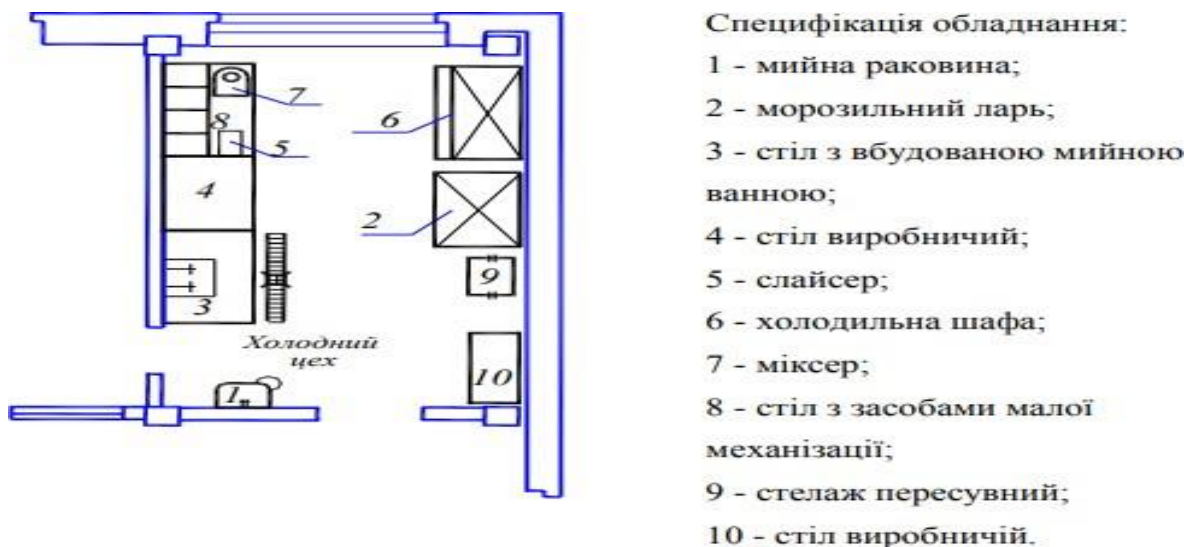 7
8
5
6
4
2
9
3
Холодний
цех
10
1
Специфікація обладнання:
1 - мийна раковина;
2 - морозильний ларь;
3 - стіл з вбудованою мийною
ванною;
4 - стіл виробничий;
5 - слайсер;
6 - холодильна шафа;
7 - міксер;
8 - стіл з засобами малої
механізації;
9 - стелаж пересувний;
10 - стіл виробничій.